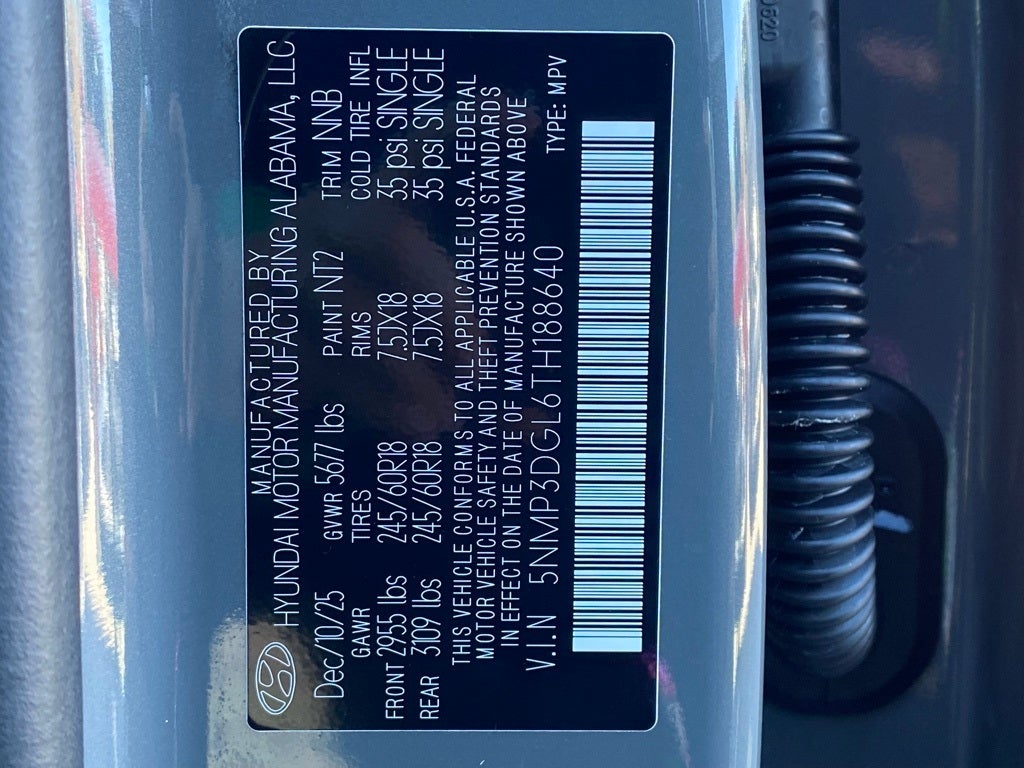 MANUFACTURED BY
HYUNDAI MOTOR MANUFACTURING ALABAMA, LLC
Dec/10/25 GVWR 5677 lbs PAINT NT2 TRIM NNB
GAWR TIRES RIMS COLD TIRE INFL
FRONT 2955 lbs 245/60R18 7.5JX18 35 psi SINGLE
REAR 3109 lbs 245/60R18 7.5JX18 35 psi SINGLE
THIS VEHICLE CONFORMS TO ALL APPLICABLE U.S.A. FEDERAL
MOTOR VEHICLE SAFETY AND THEFT PREVENTION STANDARDS
IN EFFECT ON THE DATE OF MANUFACTURE SHOWN ABOVE
V.I.N 5NMP3DGL6TH188640 TYPE: MPV